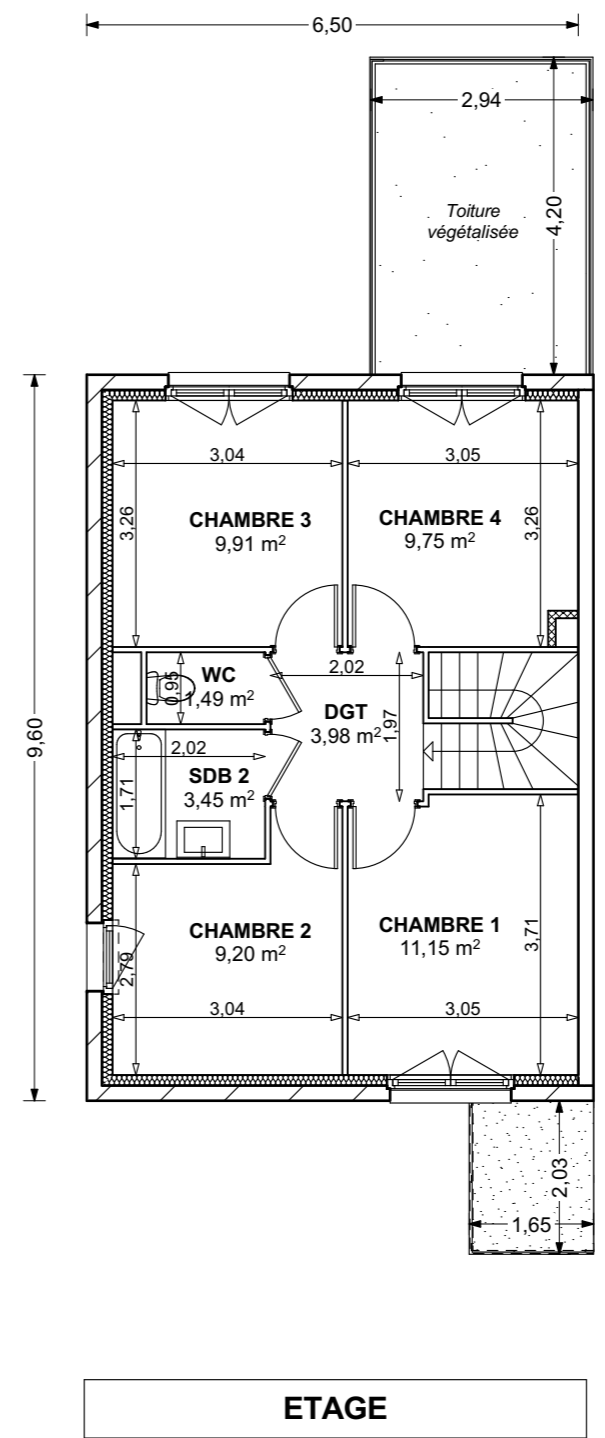 6,50
2,94
4,20
Toiture
végétalisée
9,60
3,04
3,05
3,26
3,26
CHAMBRE 3
9,91 m²
CHAMBRE 4
9,75 m²
WC
0,95
1,49 m²
2,02
DGT
3,98 m²
1,97
2,02
SDB 2
3,45 m²
1,71
CHAMBRE 2
9,20 m²
2,79
3,04
CHAMBRE 1
11,15 m²
3,71
3,05
2,03
1,65
ETAGE